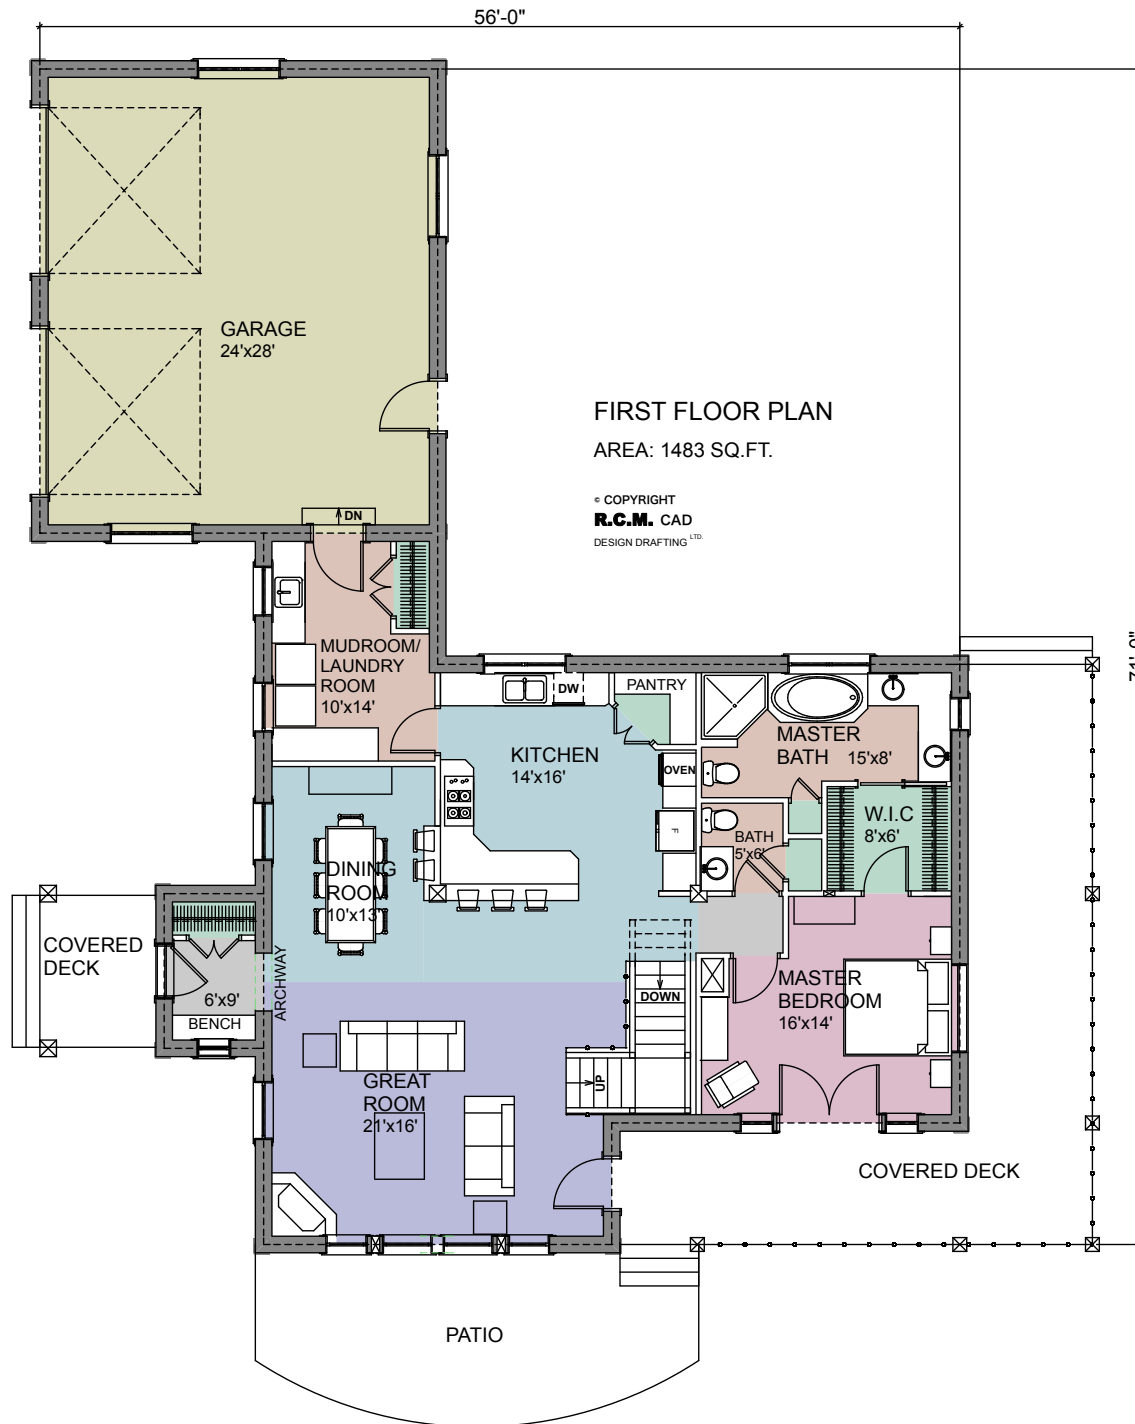 56'-0"
GARAGE
24'x28'
FIRST FLOOR PLAN
AREA: 1483 SQ.FT.
© COPYRIGHT
R.C.M. CAD
DESIGN DRAFTING LTD.
DN
MUDROOM/
LAUNDRY
ROOM
10'x14'
71'-0"
DW
PANTRY
KITCHEN
14'x16'
OVEN
F
MASTER
BATH 15'x8'
W.I.C
8'x6'
BATH
5'x6'
DINING
ROOM
10'x13'
COVERED
DECK
ARCHWAY
6'x9'
BENCH
DOWN
UP
MASTER
BEDROOM
16'x14'
GREAT
ROOM
21'x16'
COVERED DECK
PATIO